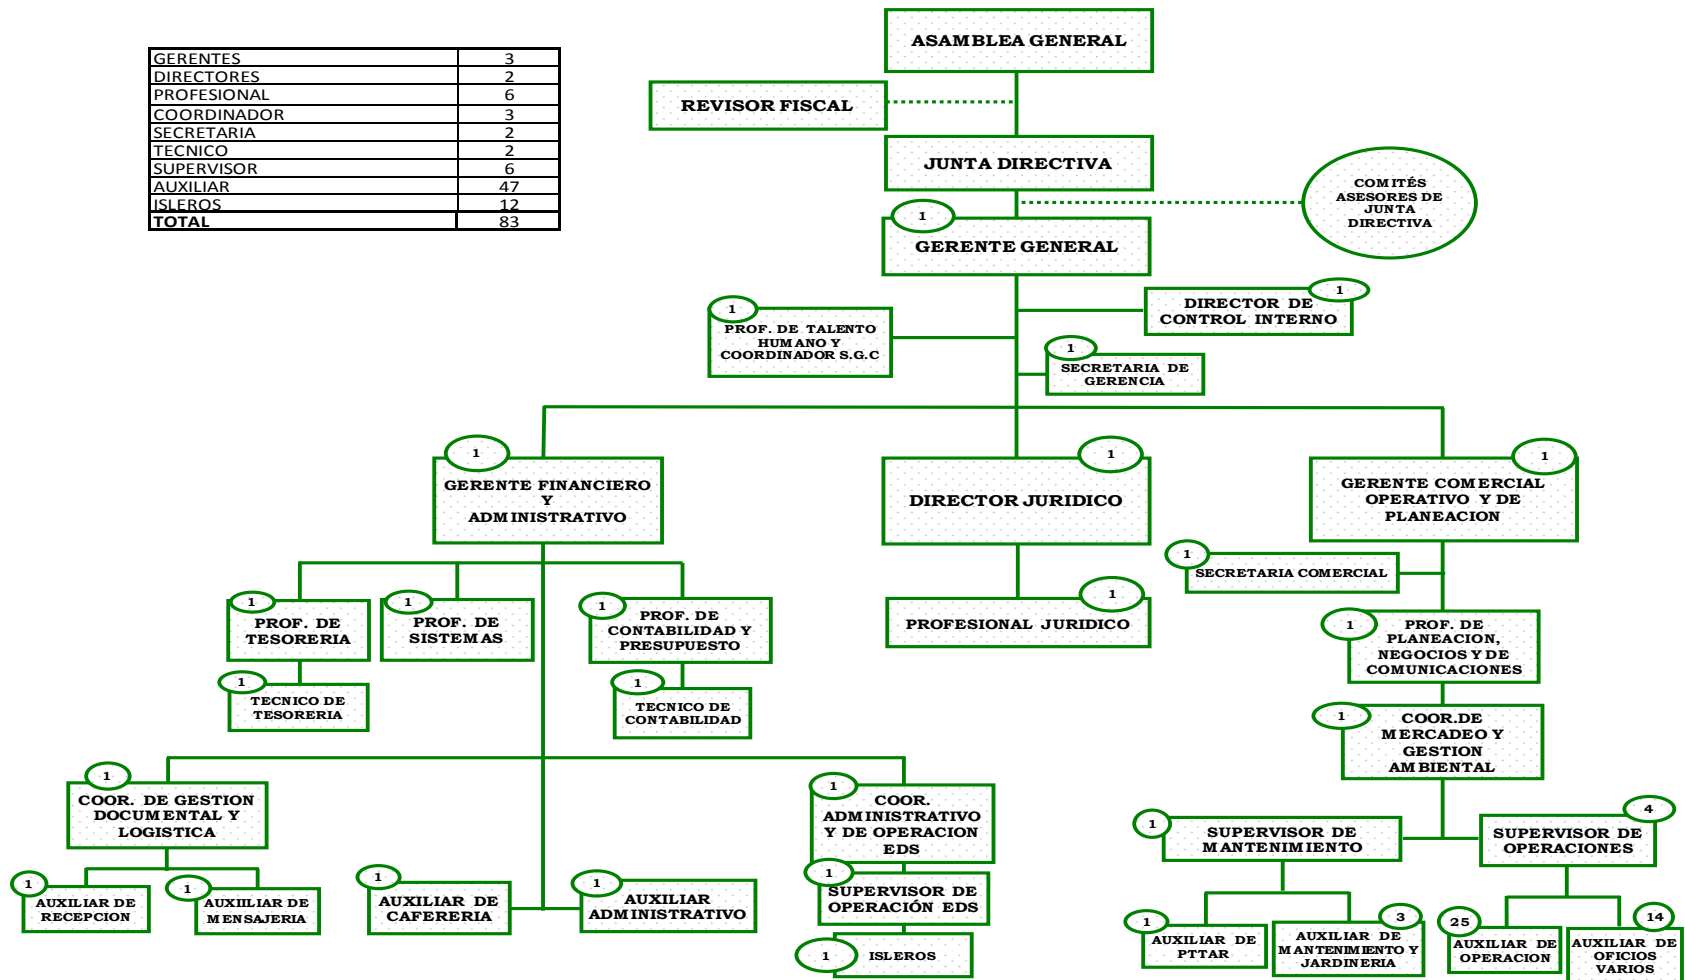 GERENTES 3
DIRECTORES 2
PROFESIONAL 6
COORDINADOR 3
SECRETARIA 2
TECNICO 2
SUPERVISOR 6
AUXILIAR 47
ISLEROS 12
TOTAL 83
ASAMBLEA GENERAL
REVISOR FISCAL
JUNTA DIRECTIVA
COMITÉS
ASESORES DE
JUNTA
DIRECTIVA
1
GERENTE GENERAL
1
DIRECTOR DE
CONTROL INTERNO
1
PROF. DE TALENTO
HUMANO Y
COORDINADOR S.G.C
1
SECRETARIA DE
GERENCIA
1
GERENTE FINANCIERO
Y
ADMINISTRATIVO
1
DIRECTOR JURIDICO
1
GERENTE COMERCIAL
OPERATIVO Y DE
PLANEACION
1
SECRETARIA COMERCIAL
1
PROF. DE
TESORERIA
1
PROF. DE
SISTEMAS
1
PROF. DE
CONTABILIDAD Y
PRESUPUESTO
1
PROFESIONAL JURIDICO
1
PROF. DE
PLANEACION,
NEGOCIOS Y DE
COMUNICACIONES
1
TECNICO DE
TESORERIA
1
TECNICO DE
CONTABILIDAD
1
COOR.DE
MERCADEO Y
GESTION
AMBIENTAL
1
COOR. DE GESTION
DOCUMENTAL Y
LOGISTICA
1
COOR.
ADMINISTRATIVO
Y DE OPERACION
EDS
1
SUPERVISOR DE
MANTENIMIENTO
4
SUPERVISOR DE
OPERACIONES
1
AUXILIAR DE
RECEPCION
1
AUXIILIAR DE
MENSAJERIA
1
AUXILIAR DE
CAFERERIA
1
AUXILIAR
ADMINISTRATIVO
1
SUPERVISOR DE
OPERACIÓN EDS
1
ISLEROS
1
AUXILIAR DE
PTTAR
3
AUXILIAR DE
MANTENIMIENTO Y
JARDINERIA
25
AUXILIAR DE
OPERACION
14
AUXILIAR DE
OFICIOS
VARIOS